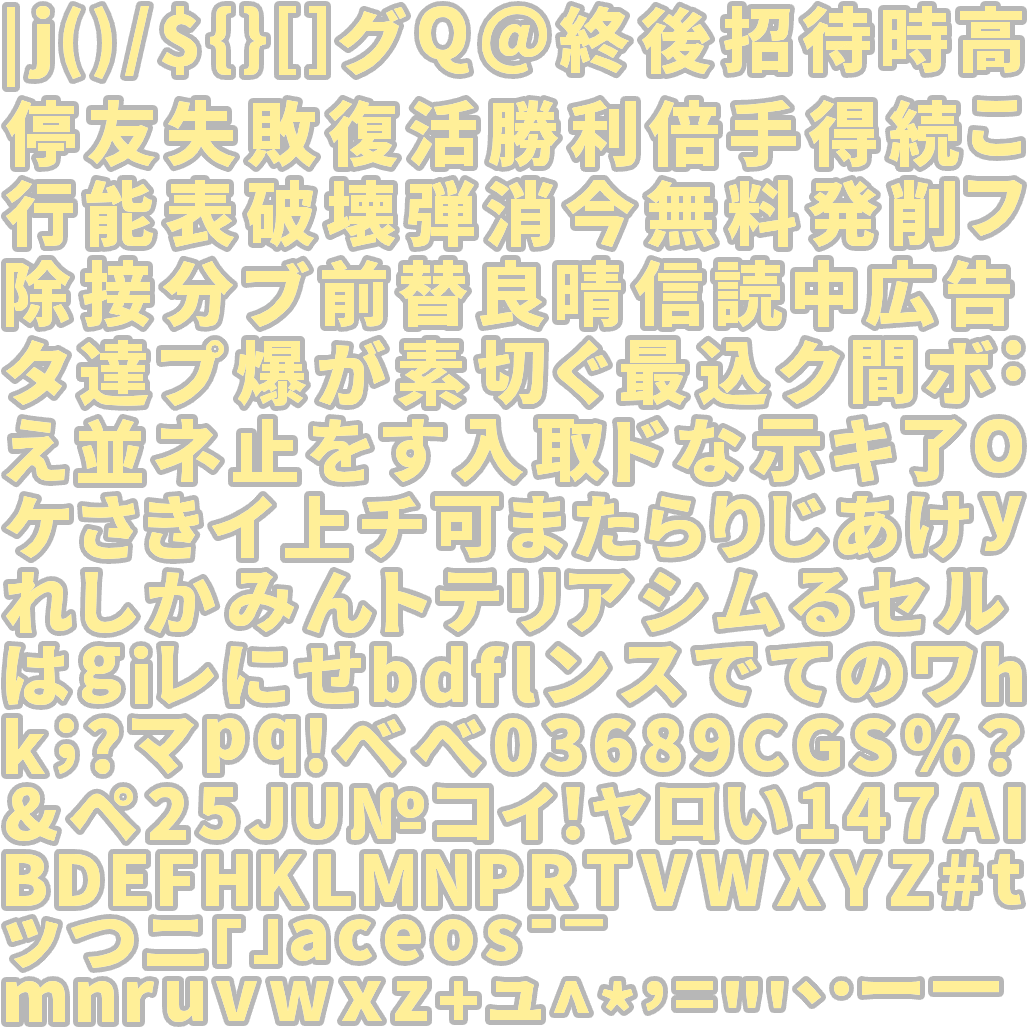 |j()/${}[]グQ@終後招待時高
停友失敗復活勝利倍手得続こ
行能表破壊弾消今無料発削フ
除接分ブ前替良晴信読中広告
タ達プ爆が素切ぐ最込ク間ボ:
え並ネ止をす入取ドな示キ了O
ケさきイ上チ可またらりじあけy
れしかみんトテリアシムるセル
はgiレにせbdflンスでてのワh
k;?マpq!べベ03689CGS%？
&ぺ25JU№コィ!ャロい147AI
BDEFHKLMNPRTVWXYZ#t
ッつニ「」aceos¯￣
mnruvwxz+ュ^*,="'、·ー一